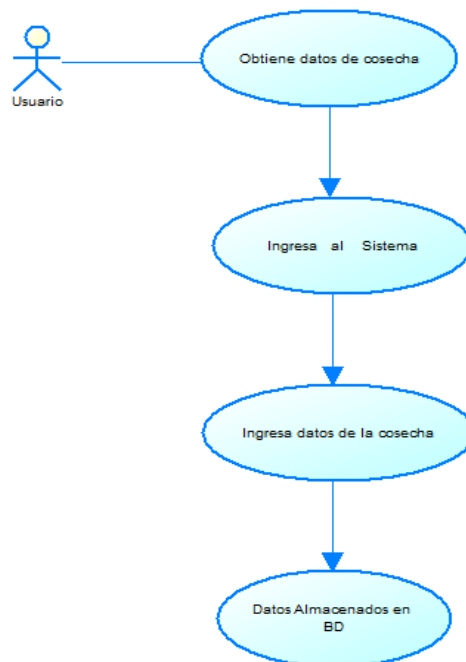 Obtiene datos de cosecha
Usuario
Ingresa al Sistema
Ingresa datos de la cosecha
Datos Almacenados en
BD